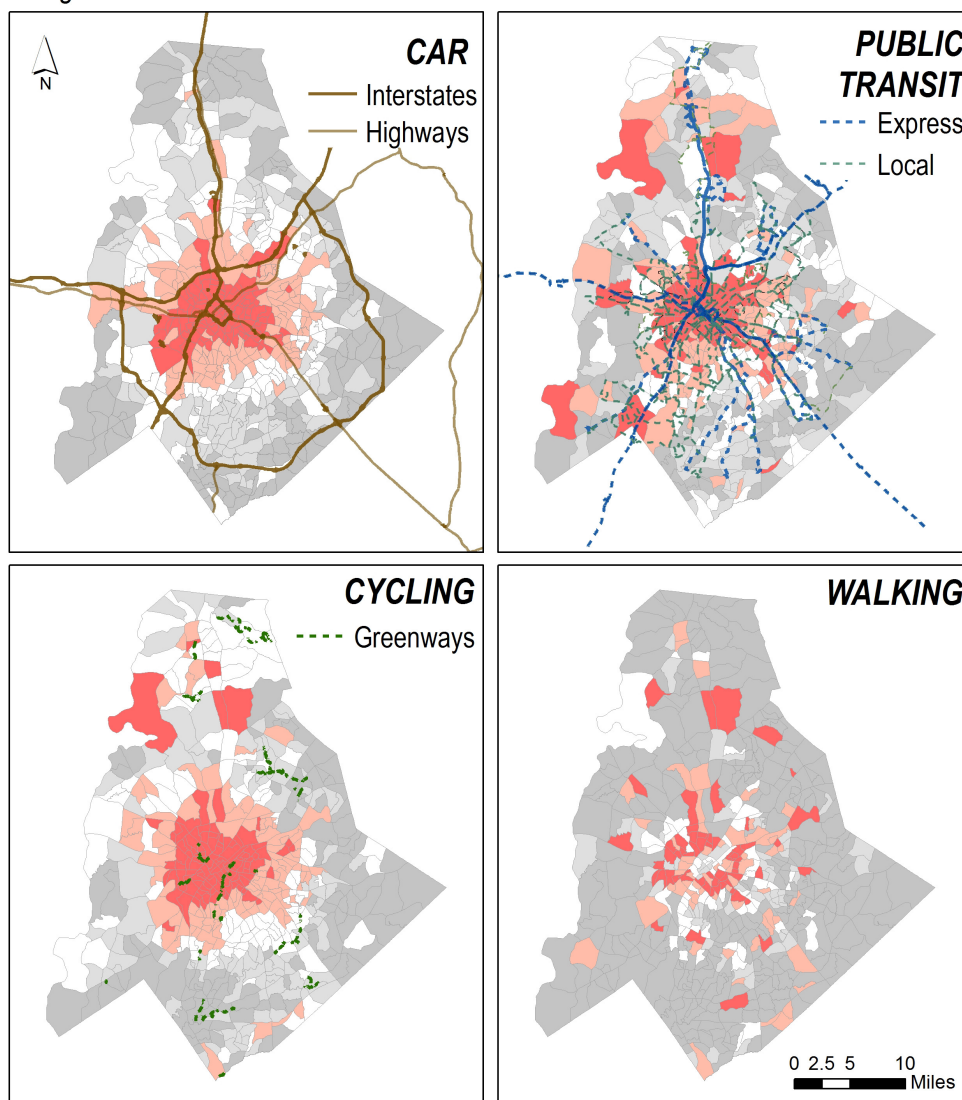 CAR
Interstates
Highways
N
PUBLIC
TRANSIT
Express
Local
CYCLING
Greenways
WALKING
0 2.5 5 10
Miles